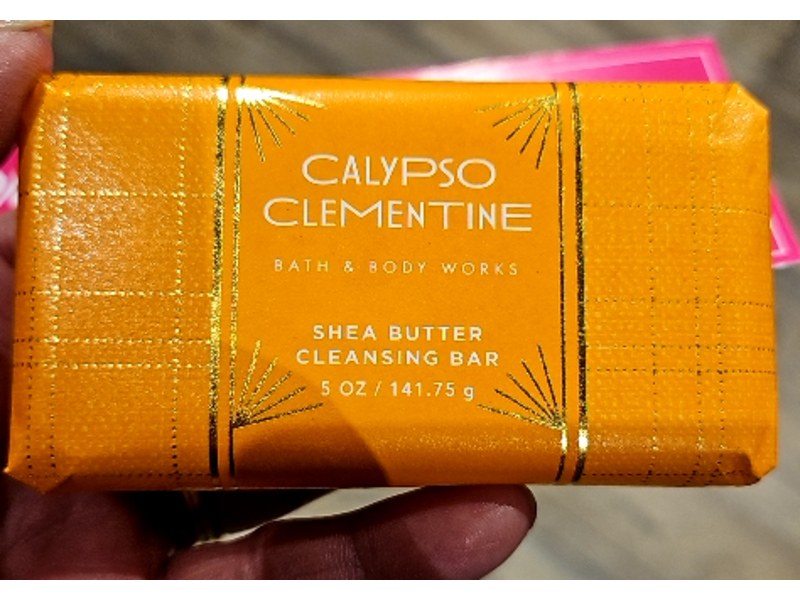 CALYPSO
CLEMENTINE
BATH & BODY WORKS
SHEA BUTTER
CLEANSING BAR
5 OZ / 141.75 g